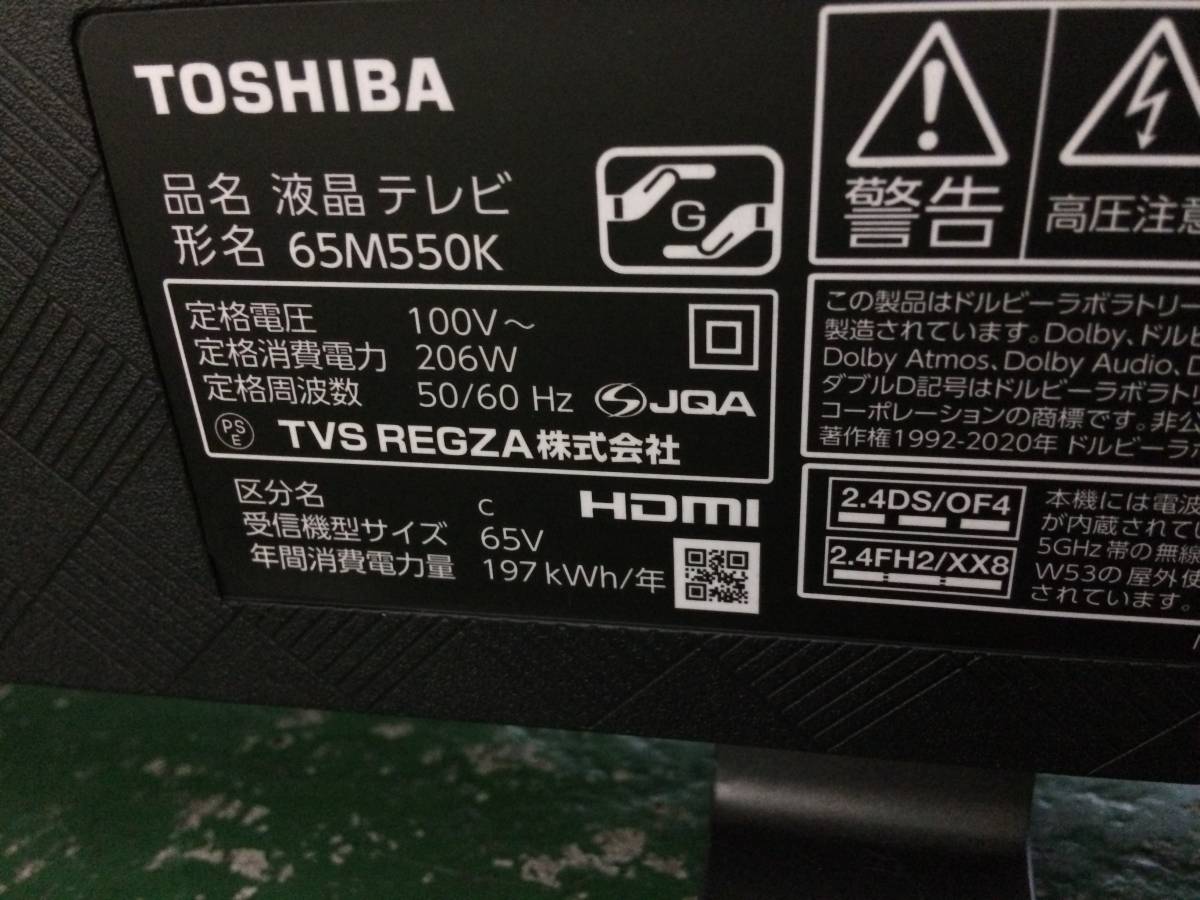 TOSHIBA
品名 液晶テレビ
形名 65M550K
G
定格電圧 100V～
定格消費電力 206W
定格周波数 50/60 Hz
JQA
PS
E
TVS REGZA株式会社
区分名 C
受信機型サイズ 65V
年間消費電力量 197kWh/年
HDMI
警告
高圧注意
この製品はドルビーラボラトリー
製造されています。Dolby、ドルビ
Dolby Atmos、Dolby Audio、D
ダブルD記号はドルビーラボラト
コーポレーションの商標です。非公
著作権1992-2020年 ドルビーラボ
2.4DS/OF4
2.4FH2/XX8
本機には電波
が内蔵されて
5GHz帯の無線
W53の屋外使
されています。